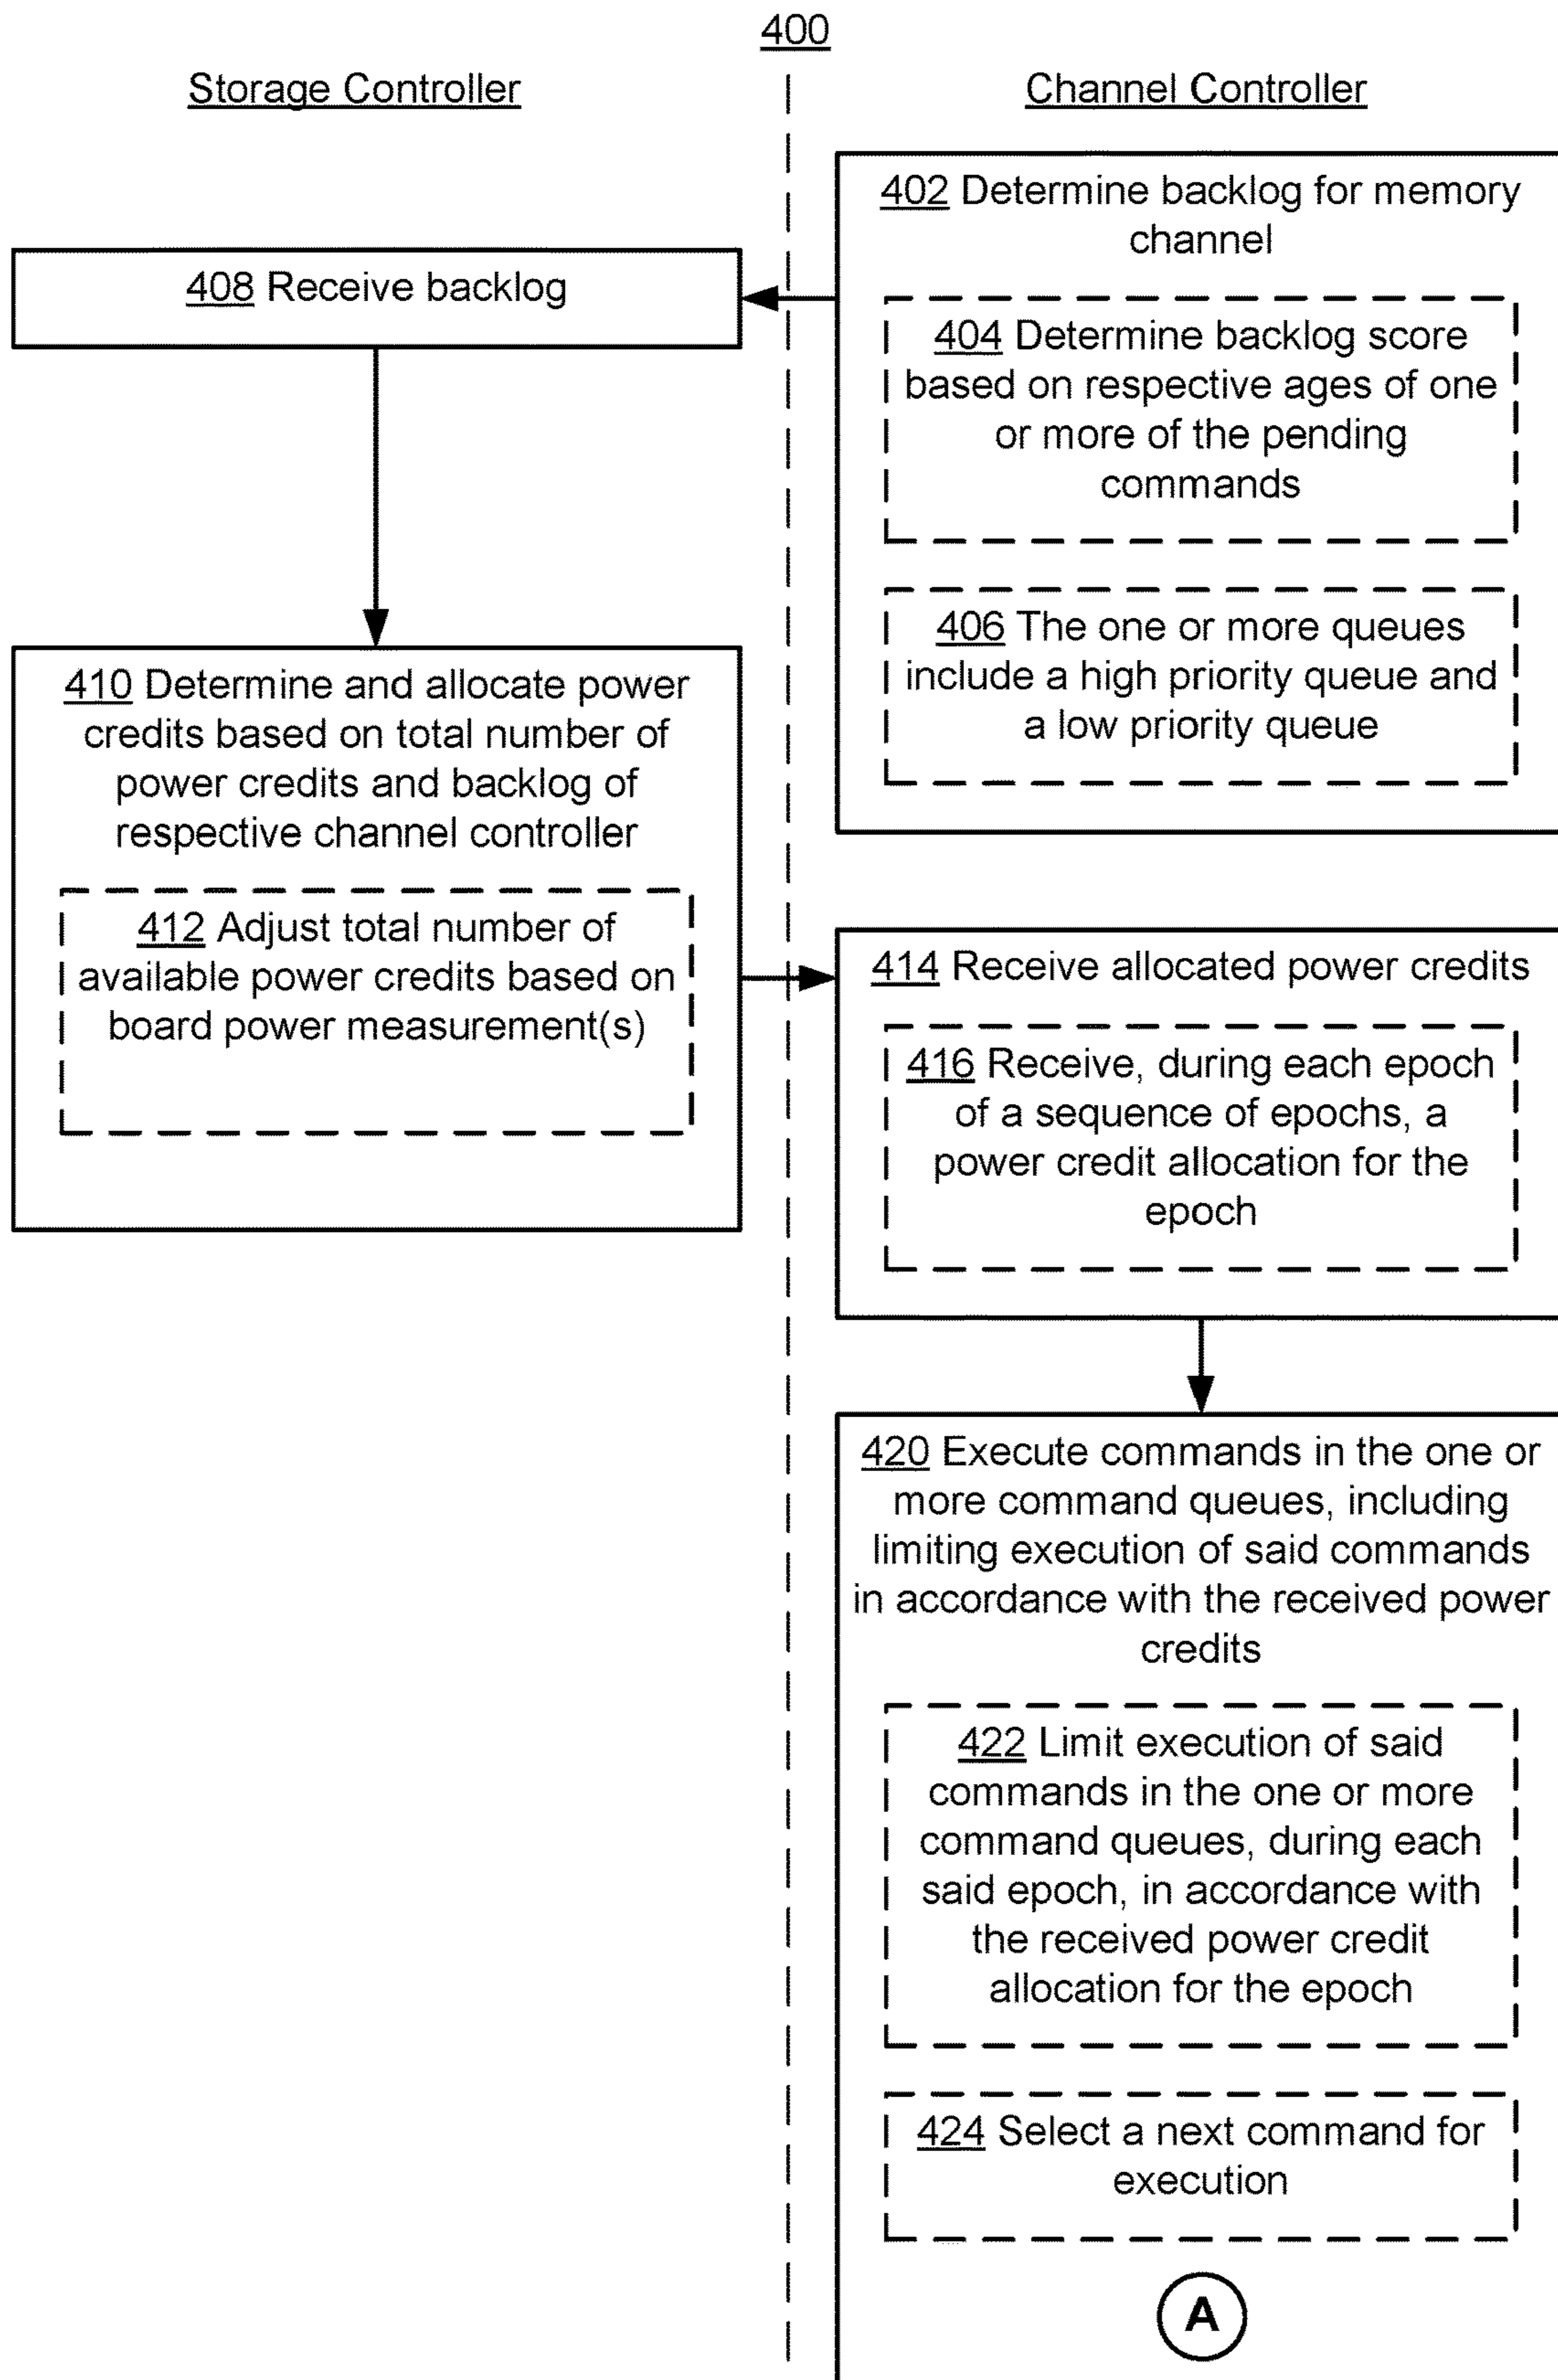 400
Storage Controller
Channel Controller
402 Determine backlog for memory
channel
404 Determine backlog score
based on respective ages of one
or more of the pending
commands
406 The one or more queues
include a high priority queue and
a low priority queue
408 Receive backlog
410 Determine and allocate power
credits based on total number of
power credits and backlog of
respective channel controller
412 Adjust total number of
available power credits based on
board power measurement(s)
414 Receive allocated power credits
416 Receive, during each epoch
of a sequence of epochs, a
power credit allocation for the
epoch
420 Execute commands in the one or
more command queues, including
limiting execution of said commands
in accordance with the received power
credits
422 Limit execution of said
commands in the one or more
command queues, during each
said epoch, in accordance with
the received power credit
allocation for the epoch
424 Select a next command for
execution
A